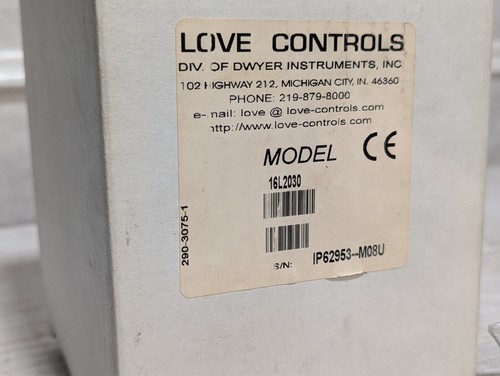 LOVE CONTROLS
DIV. OF DWYER INSTRUMENTS, INC
102 HIGHWAY 212, MICHIGAN CITY, IN. 46360
PHONE: 219-879-8000
e-mail: love @ love-controls.com
http://www.love-controls.com
MODEL CE
16L2030
290-3075-1
S/N: IP62953--M08U